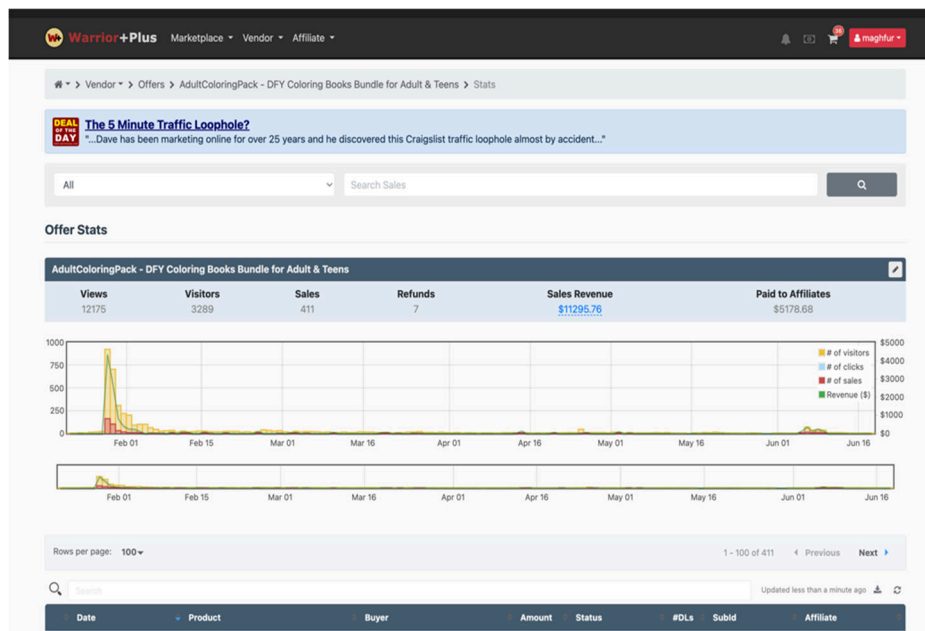 Warrior+Plus Marketplace Vendor Affiliate 36 maghfur
> Vendor > Offers > AdultColoringPack - DFY Coloring Books Bundle for Adult & Teens > Stats
DEAL OF THE DAY
The 5 Minute Traffic Loophole?
"...Dave has been marketing online for over 25 years and he discovered this Craigslist traffic loophole almost by accident..."
All Search Sales
Offer Stats
AdultColoringPack - DFY Coloring Books Bundle for Adult & Teens
Views Visitors Sales Refunds Sales Revenue Paid to Affiliates
12175 3289 411 7 $11295.76 $5178.68
1000 $5000
# of visitors
750 $4000
# of clicks
500 $3000
# of sales
$2000
Revenue ($)
250 $1000
0 $0
Feb 01 Feb 15 Mar 01 Mar 16 Apr 01 Apr 16 May 01 May 16 Jun 01 Jun 16
Feb 01 Feb 15 Mar 01 Mar 16 Apr 01 Apr 16 May 01 May 16 Jun 01 Jun 16
Rows per page: 100 1 - 100 of 411 Previous Next
Search Updated less than a minute ago
Date Product Buyer Amount Status #DLs SubId Affiliate